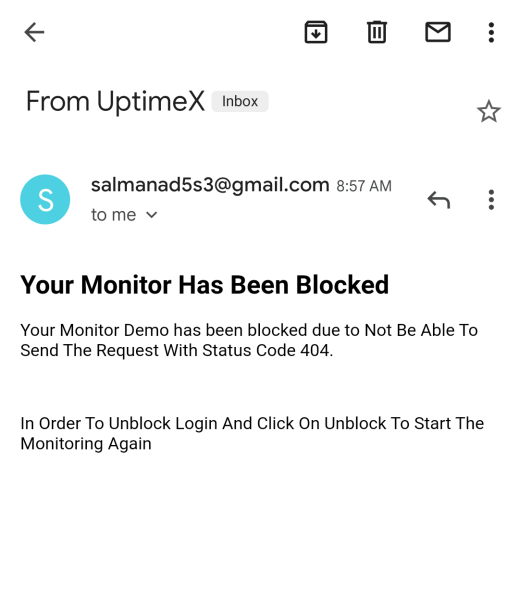 From UptimeX Inbox
S
salmanad5s3@gmail.com 8:57 AM
to me
Your Monitor Has Been Blocked
Your Monitor Demo has been blocked due to Not Be Able To
Send The Request With Status Code 404.
In Order To Unblock Login And Click On Unblock To Start The
Monitoring Again